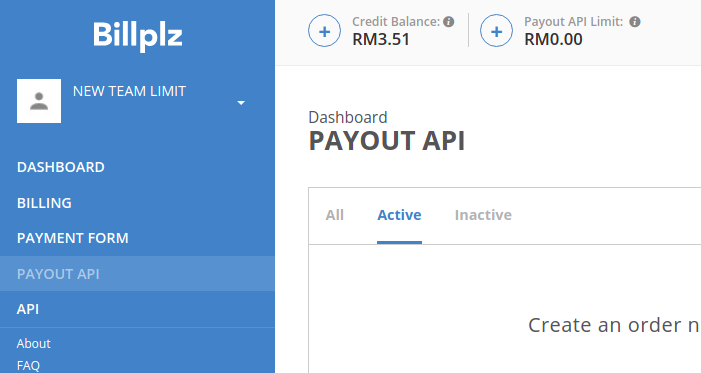 Billplz
NEW TEAM LIMIT
DASHBOARD
BILLING
PAYMENT FORM
PAYOUT API
API
About
FAQ
Credit Balance:
RM3.51
Payout API Limit:
RM0.00
Dashboard
PAYOUT API
All Active Inactive
Create an order n